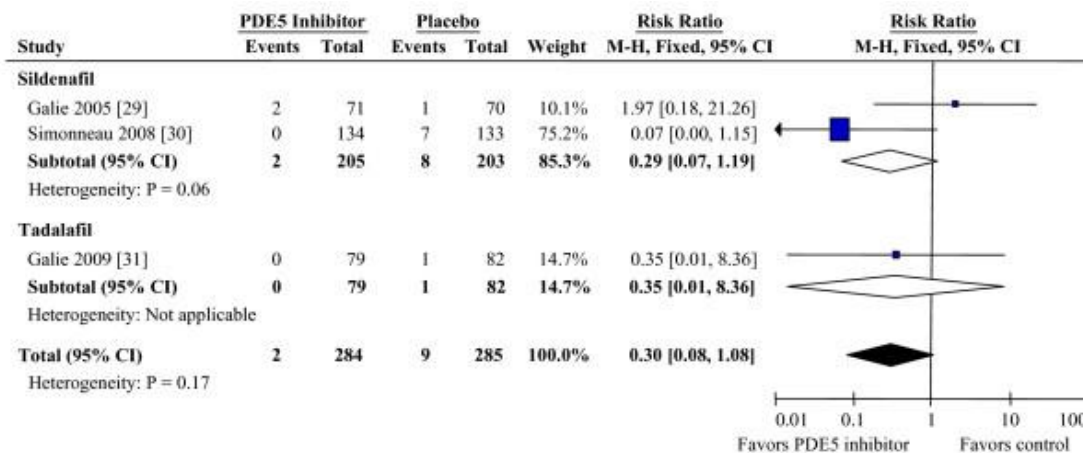 PDE5 Inhibitor Placebo Risk Ratio Risk Ratio
Study Events Total Events Total Weight M-H, Fixed, 95% CI M-H, Fixed, 95% CI
Sildenafil
Galie 2005 [29] 2 71 1 70 10.1% 1.97 [0.18, 21.26]
Simonneau 2008 [30] 0 134 7 133 75.2% 0.07 [0.00, 1.15]
Subtotal (95% CI) 2 205 8 203 85.3% 0.29 [0.07, 1.19]
Heterogeneity: P = 0.06
Tadalafil
Galie 2009 [31] 0 79 1 82 14.7% 0.35 [0.01, 8.36]
Subtotal (95% CI) 0 79 1 82 14.7% 0.35 [0.01, 8.36]
Heterogeneity: Not applicable
Total (95% CI) 2 284 9 285 100.0% 0.30 [0.08, 1.08]
Heterogeneity: P = 0.17
0.01 0.1 1 10 100
Favors PDE5 inhibitor Favors control